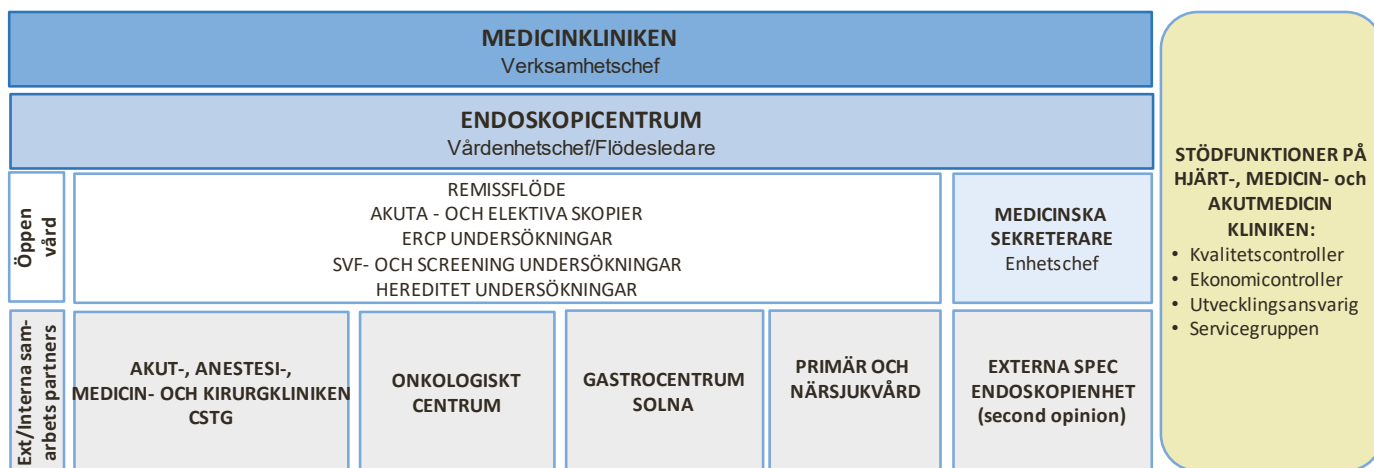 MEDICINKLINIKEN
Verksamhetschef
ENDOSKOPICENTRUM
Vårdenhetschef/Flödesledare
Öppen
vård
REMISSFLÖDE
AKUTA - OCH ELEKTIVA SKOPIER
ERCP UNDERSÖKNINGAR
SVF- OCH SCREENING UNDERSÖKNINGAR
HEREDITET UNDERSÖKNINGAR
MEDICINSKA
SEKRETERARE
Enhetschef
Ext/Interna sam-
arbets partners
AKUT-, ANESTESI-,
MEDICIN- OCH KIRURGKLINIKEN
CSTG
ONKOLOGISKT
CENTRUM
GASTROCENTRUM
SOLNA
PRIMÄR OCH
NÄRSJUKVÅRD
EXTERNA SPEC
ENDOSKOPIENHET
(second opinion)
STÖDFUNKTIONER PÅ
HJÄRT-, MEDICIN- och
AKUTMEDICIN
KLINIKEN:
• Kvalitetscontroller
• Ekonomicontroller
• Utvecklingsansvarig
• Servicegruppen